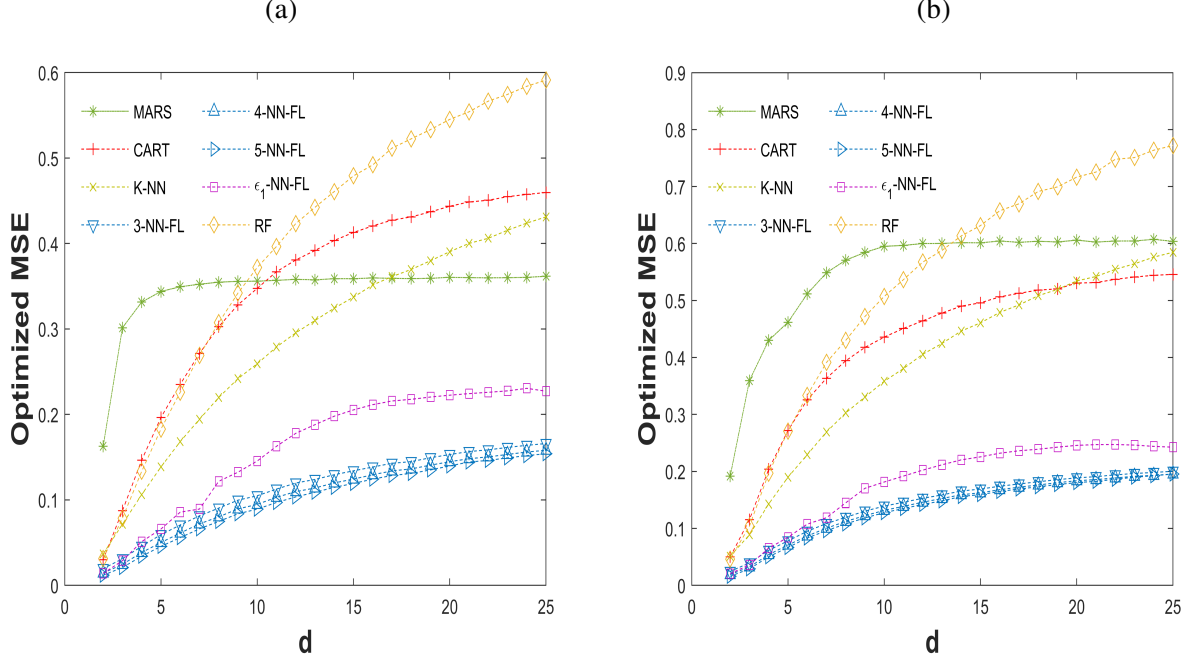 (a)
0.6
0.5
0.4
0.3
0.2
0.1
0
Optimized MSE
MARS
CART
K-NN
3-NN-FL
4-NN-FL
5-NN-FL
ϵ₁-NN-FL
RF
0 5 10 15 20 25
d
(b)
0.9
0.8
0.7
0.6
0.5
0.4
0.3
0.2
0.1
0
Optimized MSE
MARS
CART
K-NN
3-NN-FL
4-NN-FL
5-NN-FL
ϵ₁-NN-FL
RF
0 5 10 15 20 25
d